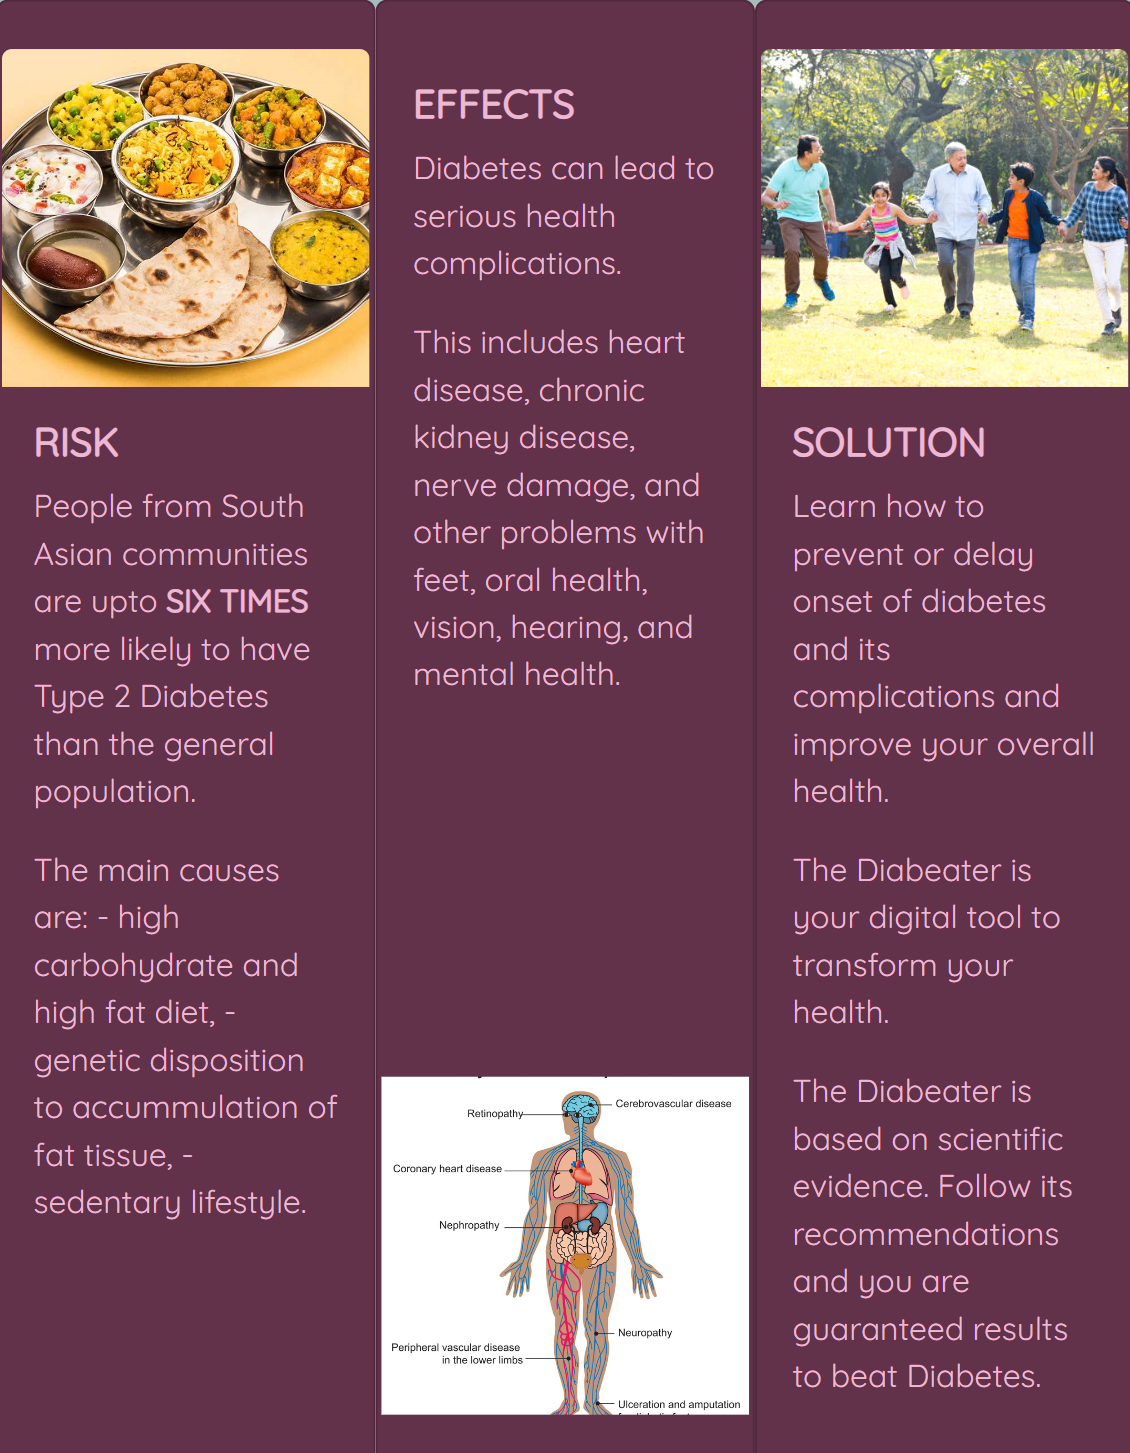 RISK
People from South
Asian communities
are upto SIX TIMES
more likely to have
Type 2 Diabetes
than the general
population.
The main causes
are: - high
carbohydrate and
high fat diet, -
genetic disposition
to accummulation of
fat tissue, -
sedentary lifestyle.
EFFECTS
Diabetes can lead to
serious health
complications.
This includes heart
disease, chronic
kidney disease,
nerve damage, and
other problems with
feet, oral health,
vision, hearing, and
mental health.
Retinopathy
Cerebrovascular disease
Coronary heart disease
Nephropathy
Neuropathy
Peripheral vascular disease
in the lower limbs
Ulceration and amputation
SOLUTION
Learn how to
prevent or delay
onset of diabetes
and its
complications and
improve your overall
health.
The Diabeater is
your digital tool to
transform your
health.
The Diabeater is
based on scientific
evidence. Follow its
recommendations
and you are
guaranteed results
to beat Diabetes.